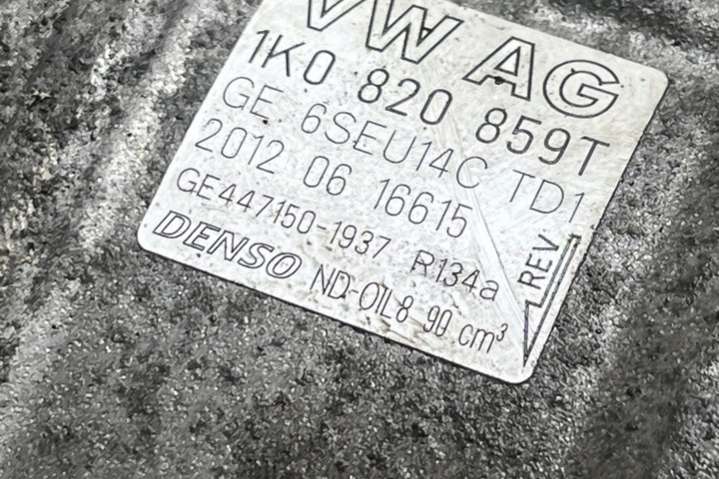 VW AG
1K0 820 859T
GE 6SEU14C TD1
2012 06 16615
GE447150-1937 R134a
DENSO ND-OIL8 90 cm³
REV